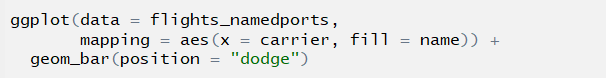 ggplot(data = flights_namedports,
       mapping = aes(x = carrier, fill = name)) +
  geom_bar(position = "dodge")